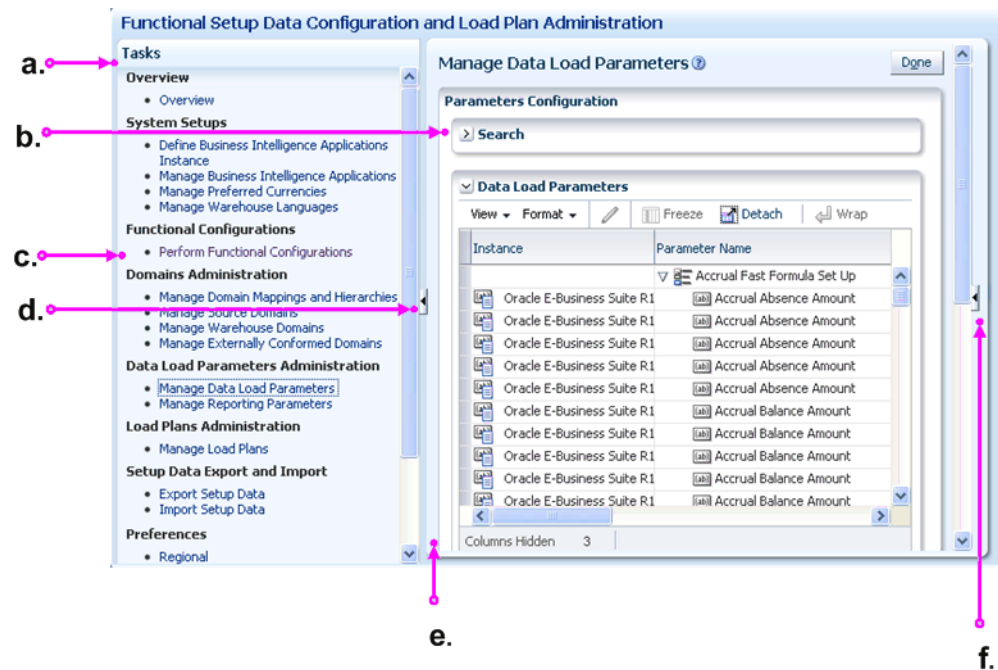 Functional Setup Data Configuration and Load Plan Administration
a.
Tasks
Overview
Overview
System Setups
Define Business Intelligence Applications
Instance
Manage Business Intelligence Applications
Manage Preferred Currencies
Manage Warehouse Languages
Functional Configurations
c.
Perform Functional Configurations
Domains Administration
Manage Domain Mappings and Hierarchies
d.
Manage Source Domains
Manage Warehouse Domains
Manage Externally Conformed Domains
Data Load Parameters Administration
Manage Data Load Parameters
Manage Reporting Parameters
Load Plans Administration
Manage Load Plans
Setup Data Export and Import
Export Setup Data
Import Setup Data
Preferences
Regional
Manage Data Load Parameters
Done
Parameters Configuration
b.
Search
Data Load Parameters
View Format Freeze Detach Wrap
Instance Parameter Name
Accrual Fast Formula Set Up
Oracle E-Business Suite R1 Accrual Absence Amount
Oracle E-Business Suite R1 Accrual Absence Amount
Oracle E-Business Suite R1 Accrual Absence Amount
Oracle E-Business Suite R1 Accrual Absence Amount
Oracle E-Business Suite R1 Accrual Absence Amount
Oracle E-Business Suite R1 Accrual Balance Amount
Oracle E-Business Suite R1 Accrual Balance Amount
Oracle E-Business Suite R1 Accrual Balance Amount
Oracle E-Business Suite R1 Accrual Balance Amount
Oracle E-Business Suite R1 Accrual Balance Amount
Columns Hidden 3
e.
f.